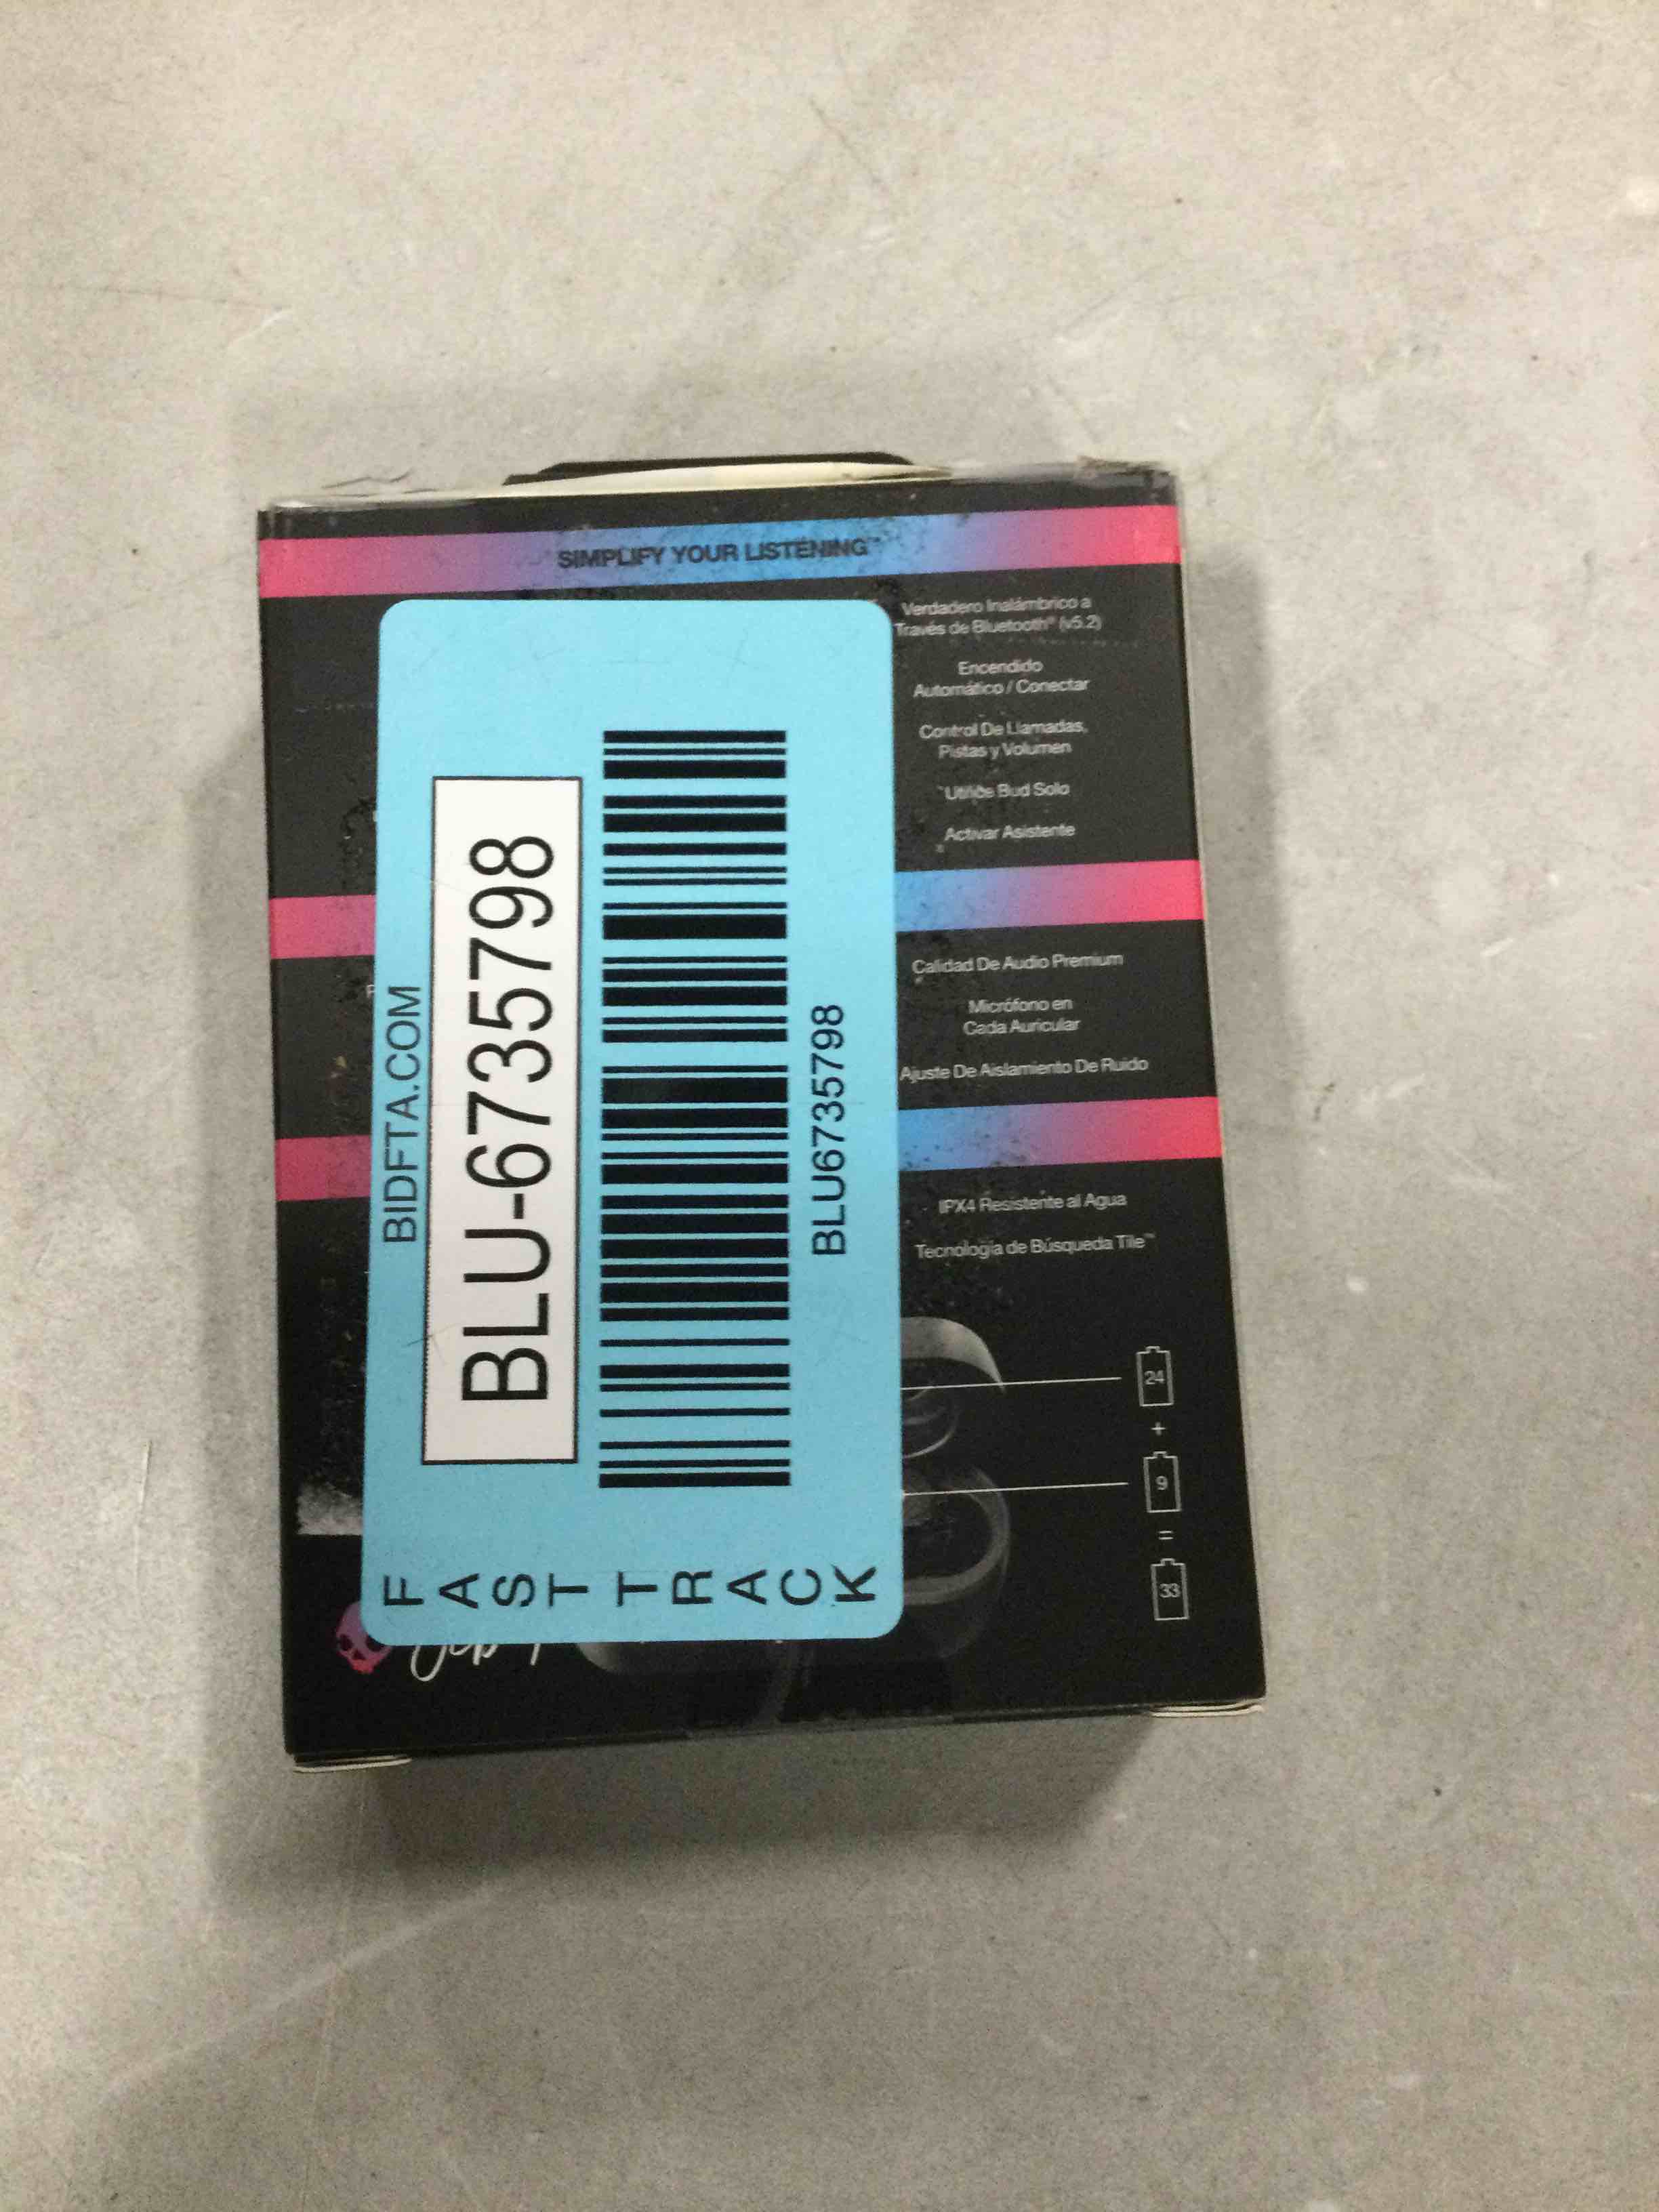 SIMPLIFY YOUR LISTENING™
Verdadero Inalámbrico a
Través de Bluetooth® (v5.2)
Encendido
Automático / Conectar
Control De Llamadas,
Pistas y Volumen
Utilice Bud Solo
Activar Asistente
Calidad De Audio Premium
Micrófono en
Cada Auricular
Ajuste De Aislamiento De Ruido
IPX4 Resistente al Agua
Tecnología de Búsqueda Tile™
24
+
9
=
33
BIDFTA.COM
BLU-6735798
BLU6735798
FAST TRACK